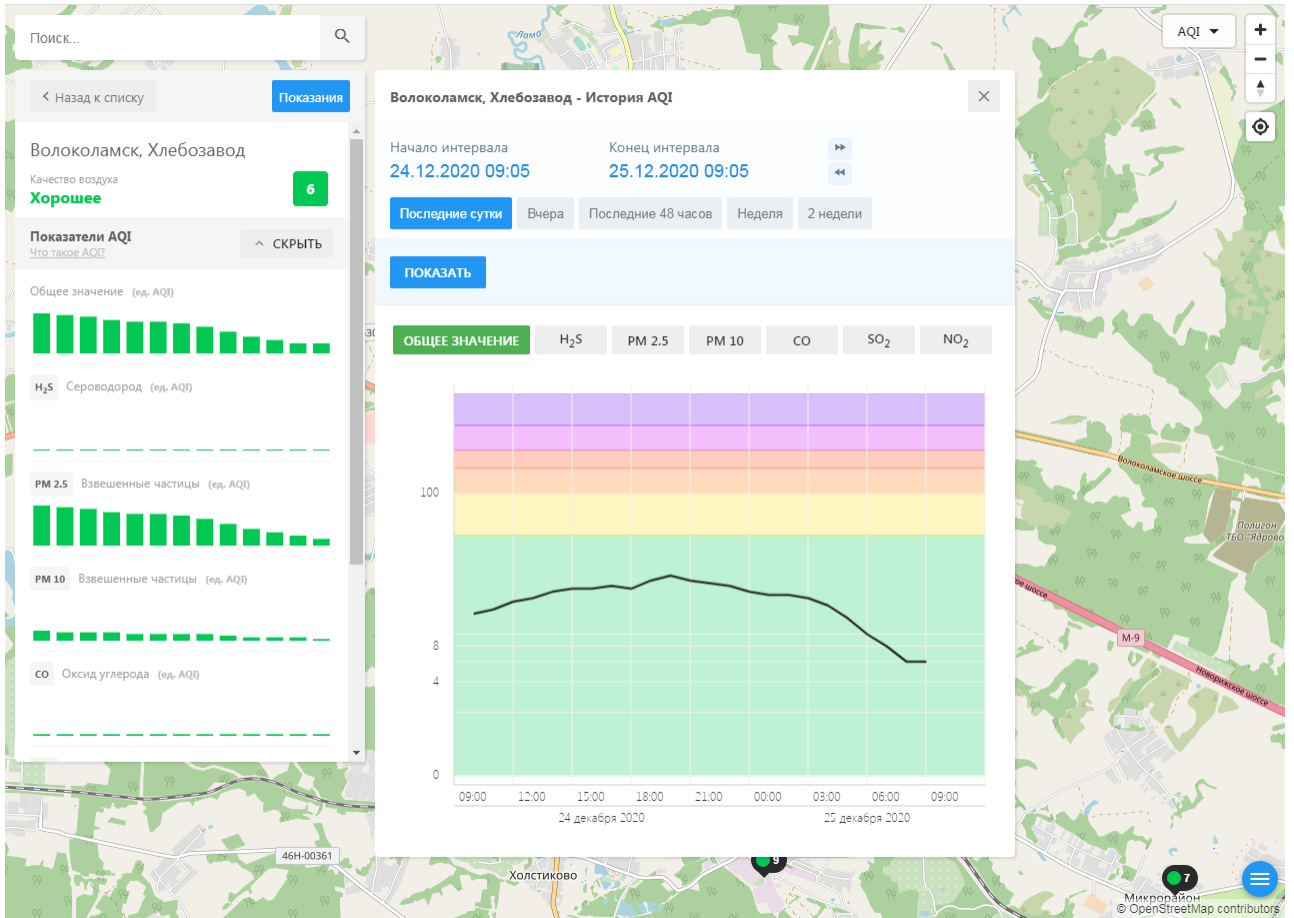 Поиск...
AQI
Назад к списку
Показания
Волоколамск, Хлебозавод
Качество воздуха
Хорошее
6
Показатели AQI
Что такое AQI?
СКРЫТЬ
Общее значение (ед. AQI)
H2S Сероводород (ед. AQI)
PM 2.5 Взвешенные частицы (ед. AQI)
PM 10 Взвешенные частицы (ед. AQI)
CO Оксид углерода (ед. AQI)
Волоколамск, Хлебозавод - История AQI
Начало интервала Конец интервала
24.12.2020 09:05 25.12.2020 09:05
Последние сутки Вчера Последние 48 часов Неделя 2 недели
ПОКАЗАТЬ
ОБЩЕЕ ЗНАЧЕНИЕ H2S PM 2.5 PM 10 CO SO2 NO2
100
8
4
0
09:00 12:00 15:00 18:00 21:00 00:00 03:00 06:00 09:00
24 декабря 2020 25 декабря 2020
Лама
Волоколамское шоссе
Полигон
ТБО "Ядрово
ое шоссе
М-9
Новорижское шоссе
46Н-00361
Холстиково
9
7
Микрорайон
© OpenStreetMap contributors